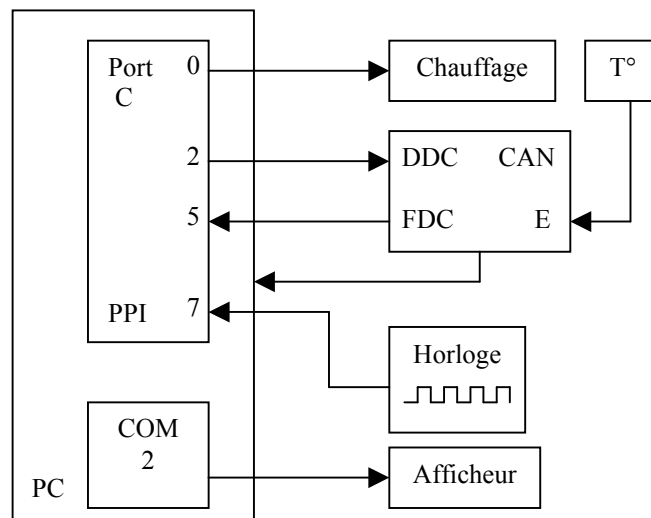 Port 0
C
Chauffage
T°
2
DDC CAN
5
FDC E
PPI 7
Horloge
COM
2
PC
Afficheur